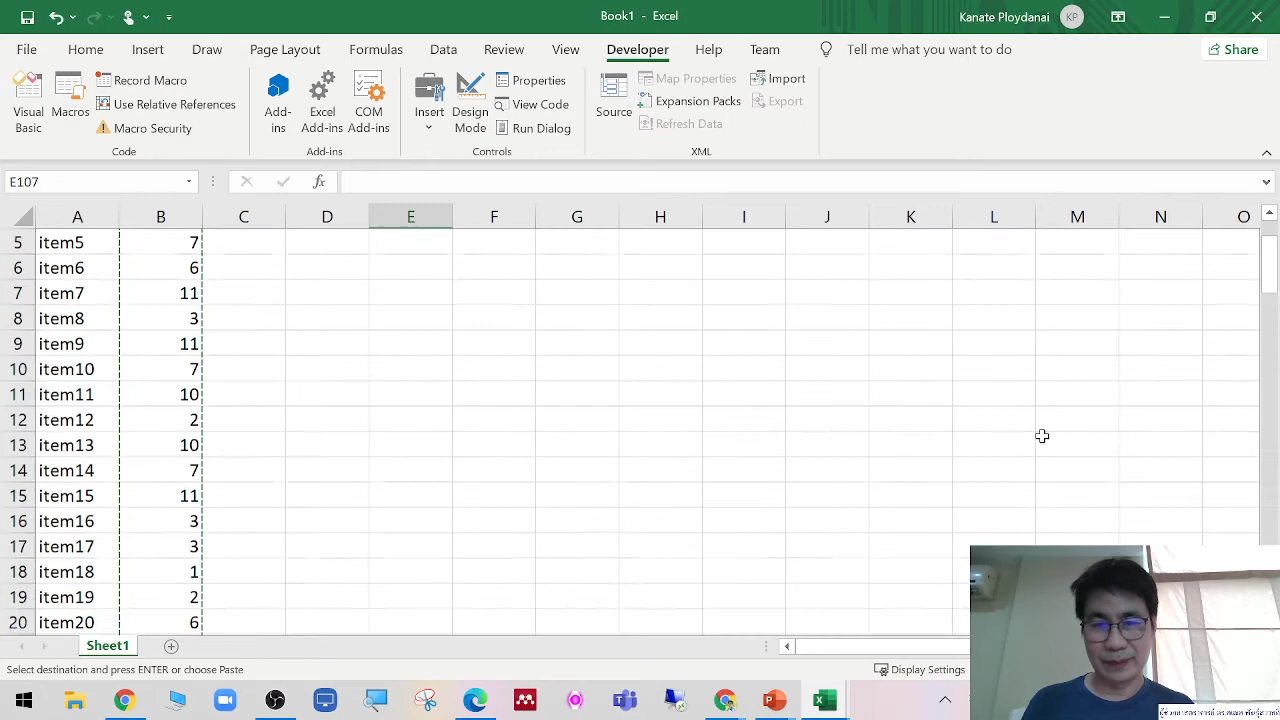 Book1 - Excel
Kanate Ploydanai KP
File Home Insert Draw Page Layout Formulas Data Review View Developer Help Team Tell me what you want to do Share
Visual Basic
Macros
Record Macro
Use Relative References
Macro Security
Code
Add-ins
Excel Add-ins
COM Add-ins
Add-ins
Insert
Design Mode
Properties
View Code
Run Dialog
Controls
Source
Map Properties
Expansion Packs
Refresh Data
Import
Export
XML
E107 fx
A B C D E F G H I J K L M N O
5 item5 7
6 item6 6
7 item7 11
8 item8 3
9 item9 11
10 item10 7
11 item11 10
12 item12 2
13 item13 10
14 item14 7
15 item15 11
16 item16 3
17 item17 3
18 item18 1
19 item19 2
20 item20 6
Sheet1
Select destination and press ENTER or choose Paste
Display Settings